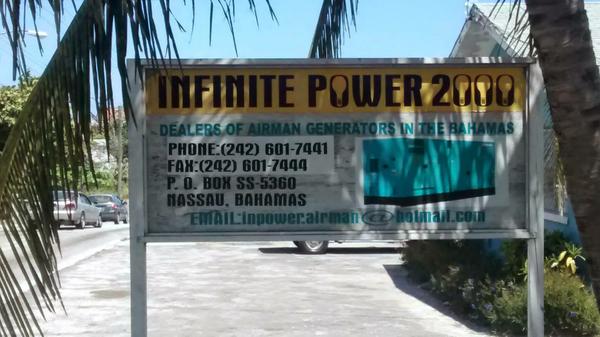 INFINITE POWER 2000
DEALERS OF AIRMAN GENERATORS IN THE BAHAMAS
PHONE:(242) 601-7441
FAX:(242) 601-7444
P. O. BOX SS-5360
NASSAU, BAHAMAS
EMAIL:inpower.airman@hotmail.com